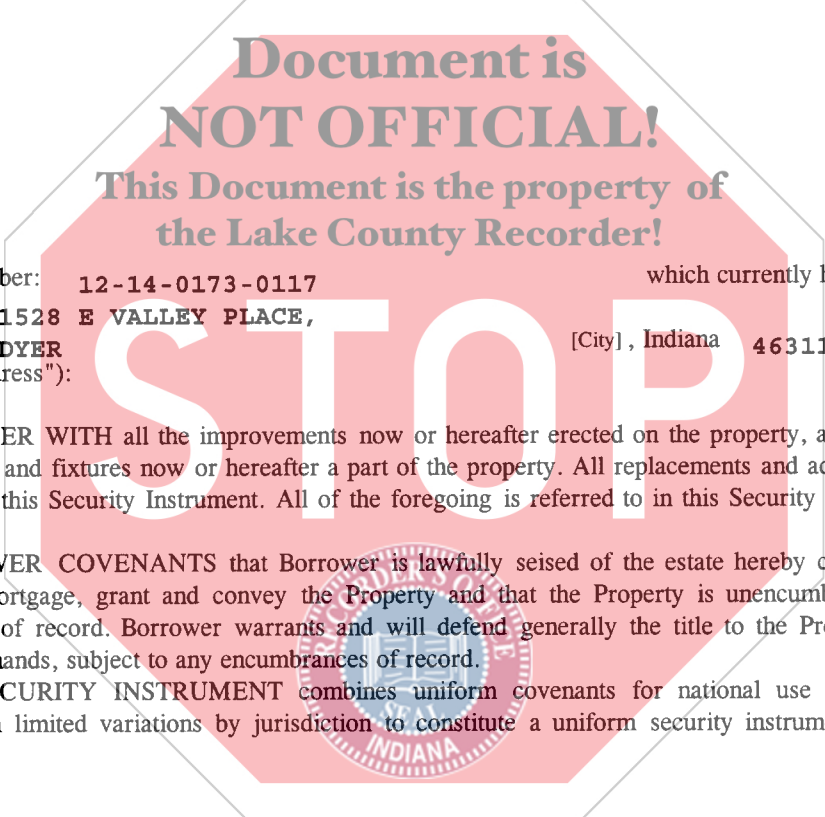 Document is
NOT OFFICIAL!
This Document is the property of
the Lake County Recorder!
ber: 12-14-0173-0117 which currently h
1528 E VALLEY PLACE,
DYER [City] , Indiana 46311
ress"):
STOP
ER WITH all the improvements now or hereafter erected on the property, a
and fixtures now or hereafter a part of the property. All replacements and ad
this Security Instrument. All of the foregoing is referred to in this Security
VER COVENANTS that Borrower is lawfully seised of the estate hereby c
ortgage, grant and convey the Property and that the Property is unencumb
of record. Borrower warrants and will defend generally the title to the Pr
ands, subject to any encumbrances of record.
CURITY INSTRUMENT combines uniform covenants for national use
limited variations by jurisdiction to constitute a uniform security instrum
RECORDER'S OFFICE
SEAL
INDIANA